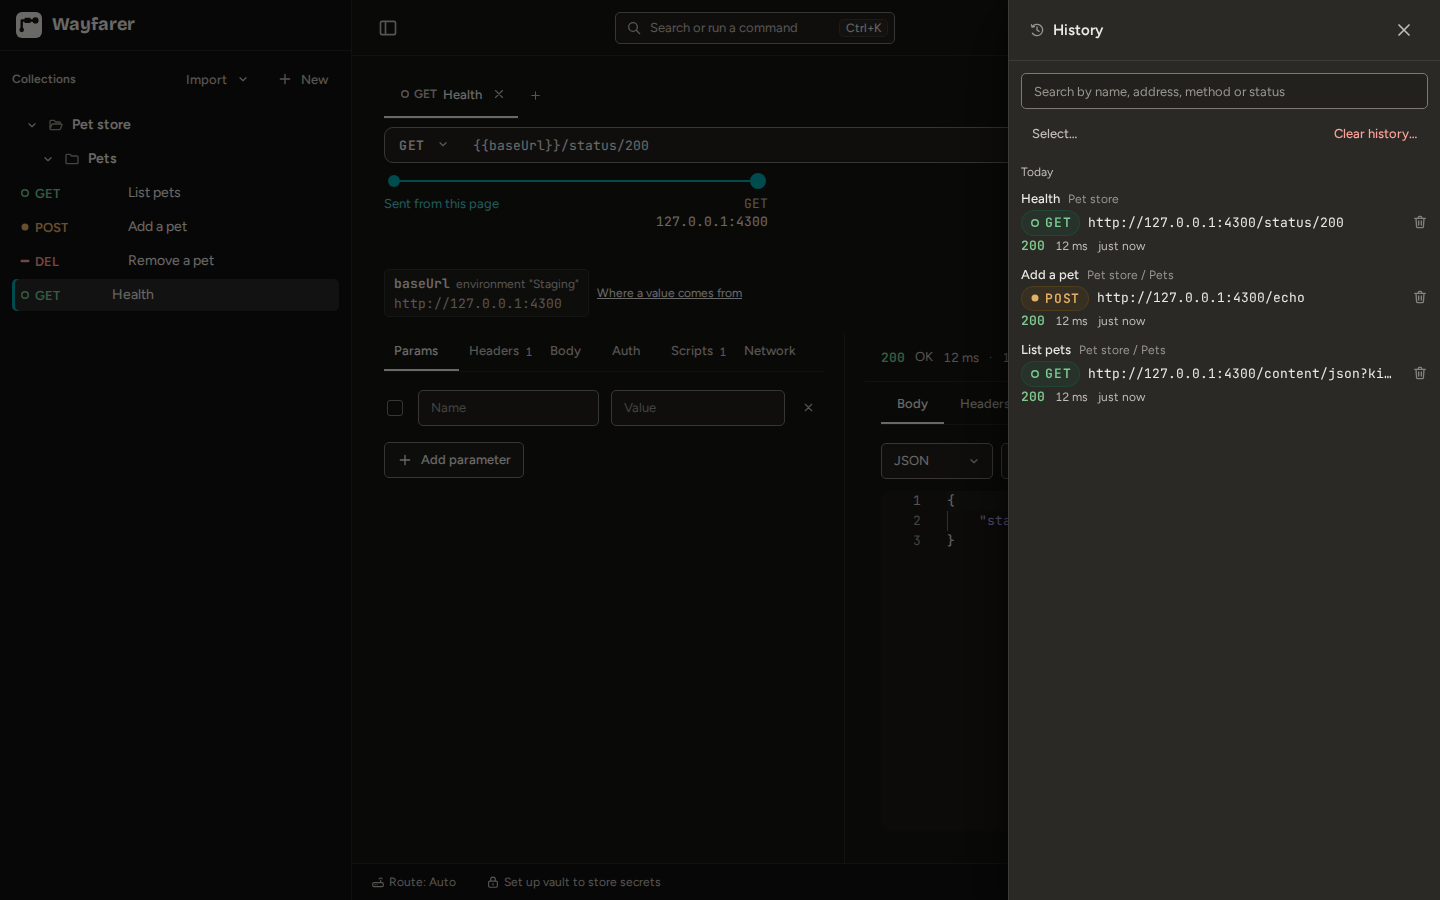 Wayfarer
Search or run a command Ctrl+K
Collections Import New
Pet store
Pets
GET List pets
POST Add a pet
DEL Remove a pet
GET Health
GET Health
GET {{baseUrl}}/status/200
Sent from this page
GET
127.0.0.1:4300
baseUrl environment "Staging"
http://127.0.0.1:4300
Where a value comes from
Params Headers 1 Body Auth Scripts 1 Network
Name Value
Add parameter
200 OK 12 ms ·
Body Headers
JSON
1 {
2 "sta
3 }
Route: Auto Set up vault to store secrets
History
Search by name, address, method or status
Select… Clear history…
Today
Health Pet store
GET http://127.0.0.1:4300/status/200
200 12 ms just now
Add a pet Pet store / Pets
POST http://127.0.0.1:4300/echo
200 12 ms just now
List pets Pet store / Pets
GET http://127.0.0.1:4300/content/json?ki…
200 12 ms just now